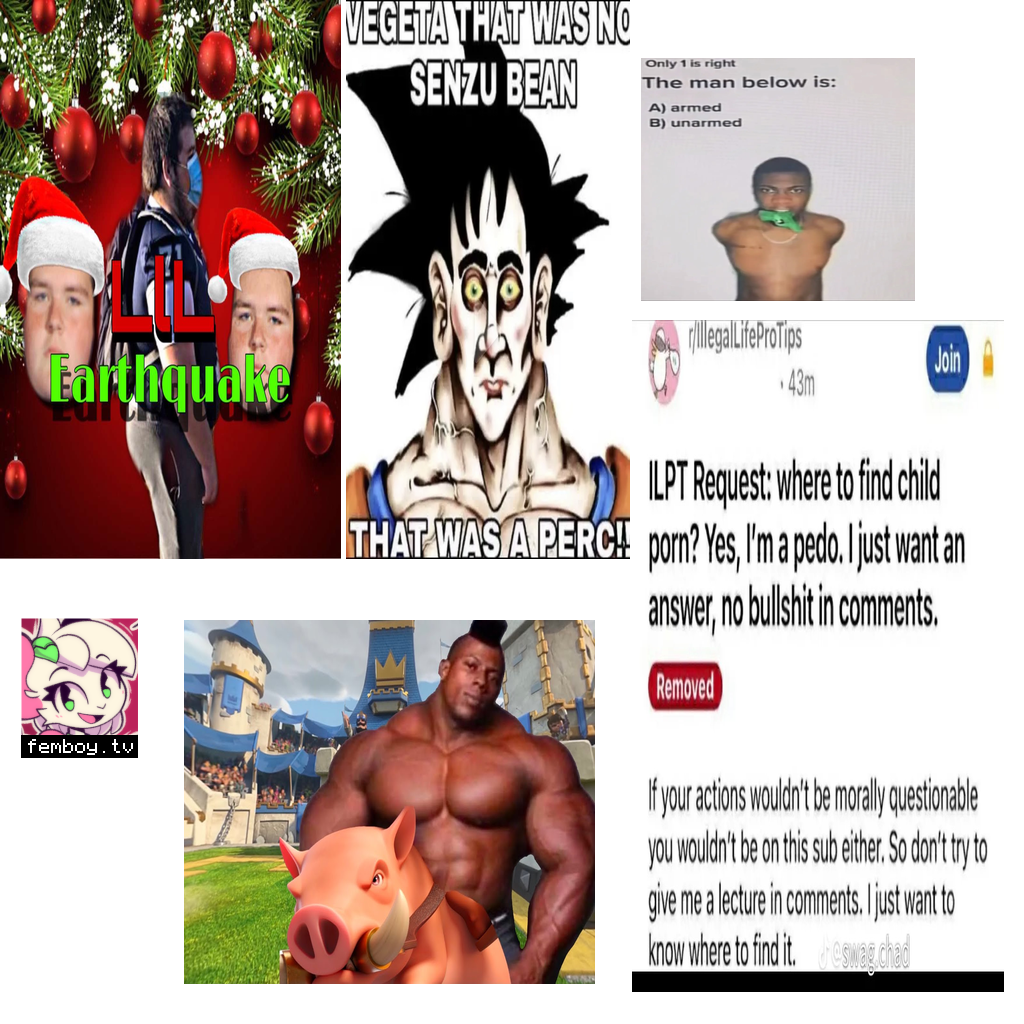 LIL
Earthquake
VEGETA THAT WAS NO
SENZU BEAN
THAT WAS A PERC!!
Only 1 is right
The man below is:
A) armed
B) unarmed
r/IllegalLifeProTips
· 43m
Join
ILPT Request: where to find child
porn? Yes, I'm a pedo. I just want an
answer, no bullshit in comments.
Removed
If your actions wouldn't be morally questionable
you wouldn't be on this sub either. So don't try to
give me a lecture in comments. I just want to
know where to find it.
@swag.chad
femboy.tv